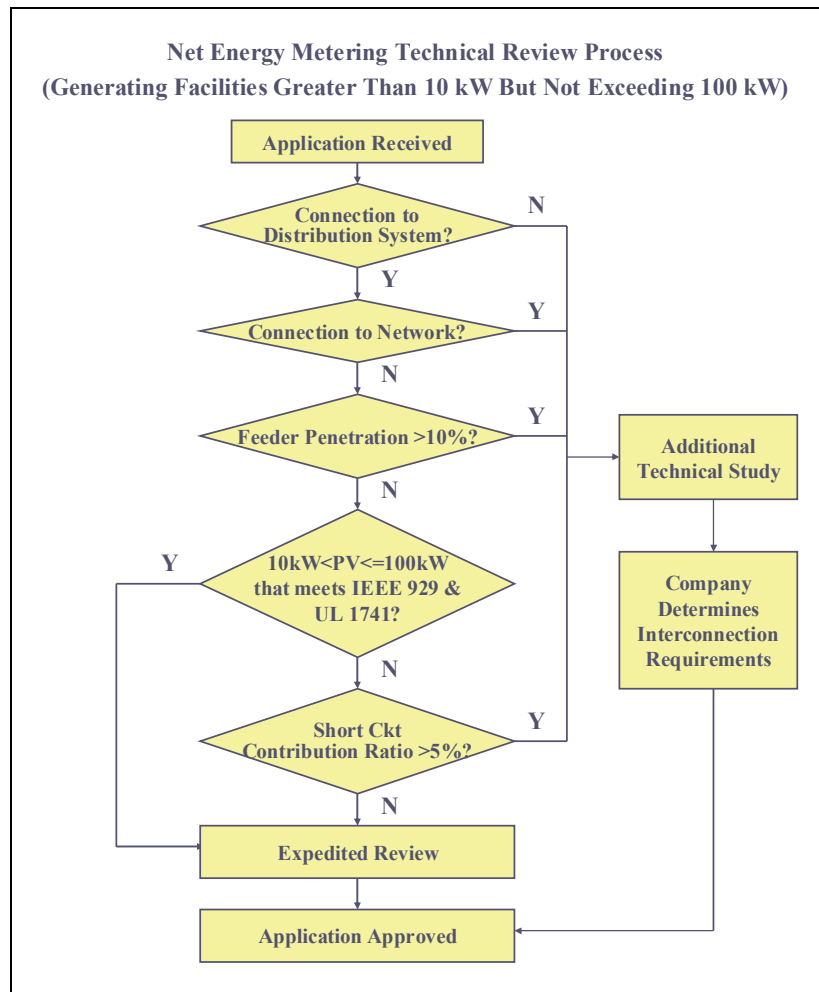 Net Energy Metering Technical Review Process
(Generating Facilities Greater Than 10 kW But Not Exceeding 100 kW)
Application Received
Connection to
Distribution System?
N
Y
Connection to Network?
Y
N
Feeder Penetration >10%?
Y
N
Additional
Technical Study
Y
10kW<PV<=100kW
that meets IEEE 929 &
UL 1741?
N
Company
Determines
Interconnection
Requirements
Short Ckt
Contribution Ratio >5%?
Y
N
Expedited Review
Application Approved